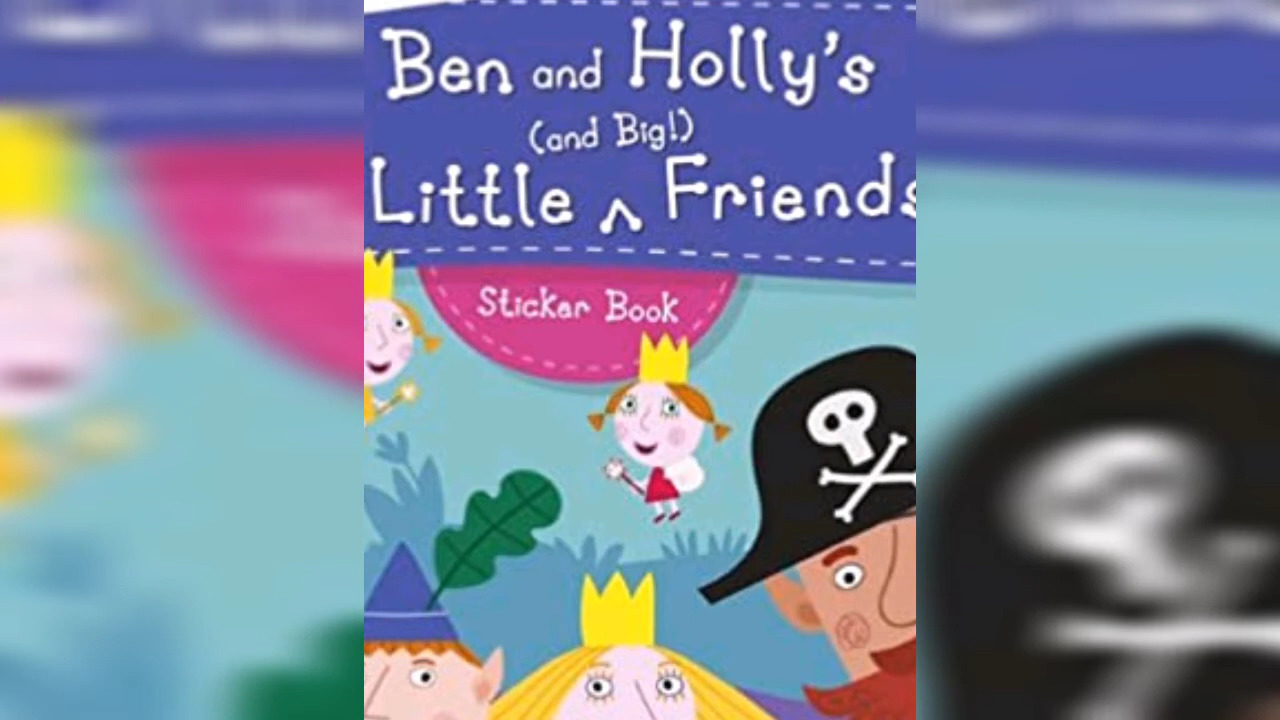 Ben and Holly's
(and Big!)
Little ^ Friends
Sticker Book